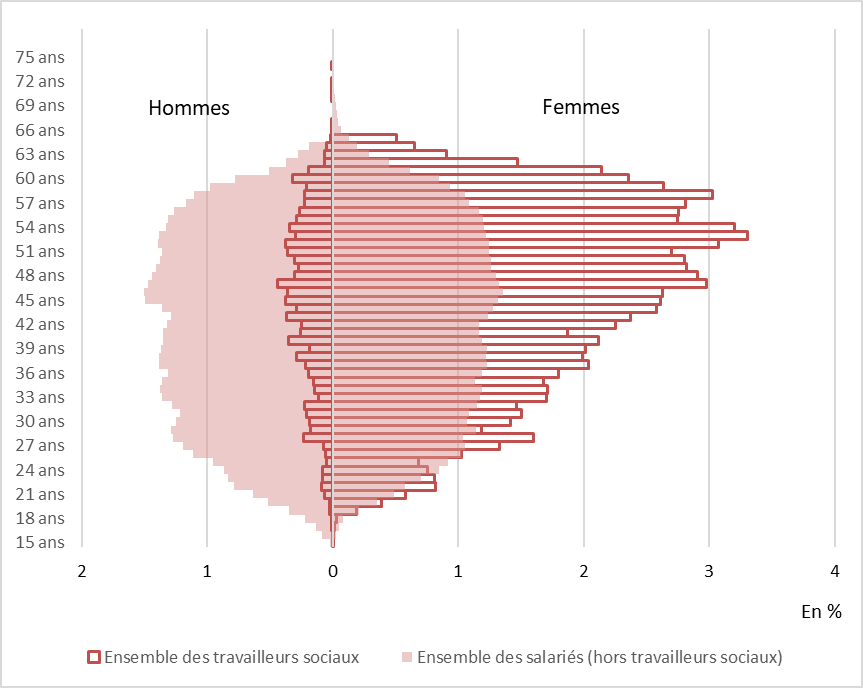 75 ans
72 ans
69 ans
Hommes Femmes
66 ans
63 ans
60 ans
57 ans
54 ans
51 ans
48 ans
45 ans
42 ans
39 ans
36 ans
33 ans
30 ans
27 ans
24 ans
21 ans
18 ans
15 ans
2 1 0 1 2 3 4
En %
Ensemble des travailleurs sociaux Ensemble des salariés (hors travailleurs sociaux)